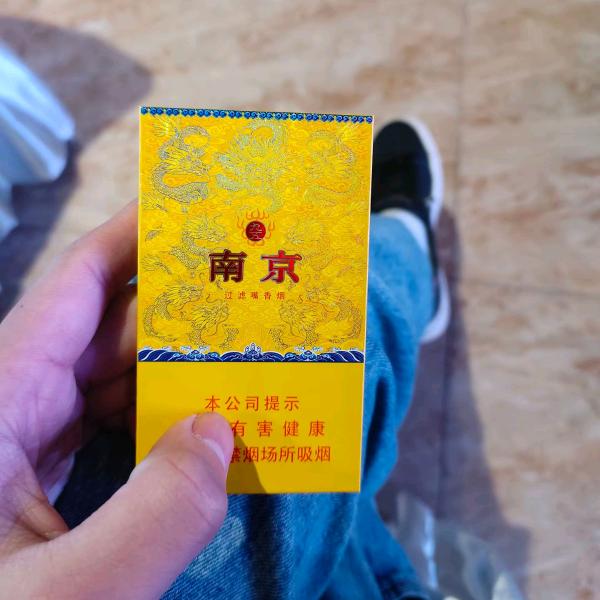 南京
过滤嘴香烟
本公司提示
有害健康
禁烟场所吸烟